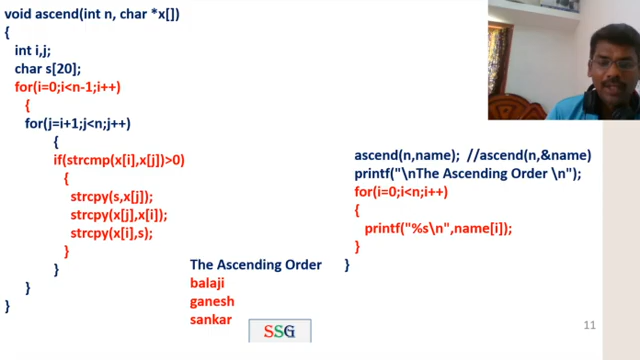 void ascend(int n, char *x[])
{
int i,j;
char s[20];
for(i=0;i<n-1;i++)
{
for(j=i+1;j<n;j++)
{
if(strcmp(x[i],x[j])>0)
{
strcpy(s,x[j]);
strcpy(x[j],x[i]);
strcpy(x[i],s);
}
}
}
}
ascend(n,name); //ascend(n,&name)
printf("\nThe Ascending Order \n");
for(i=0;i<n;i++)
{
printf("%s\n",name[i]);
}
}
The Ascending Order
balaji
ganesh
sankar
SSG
11